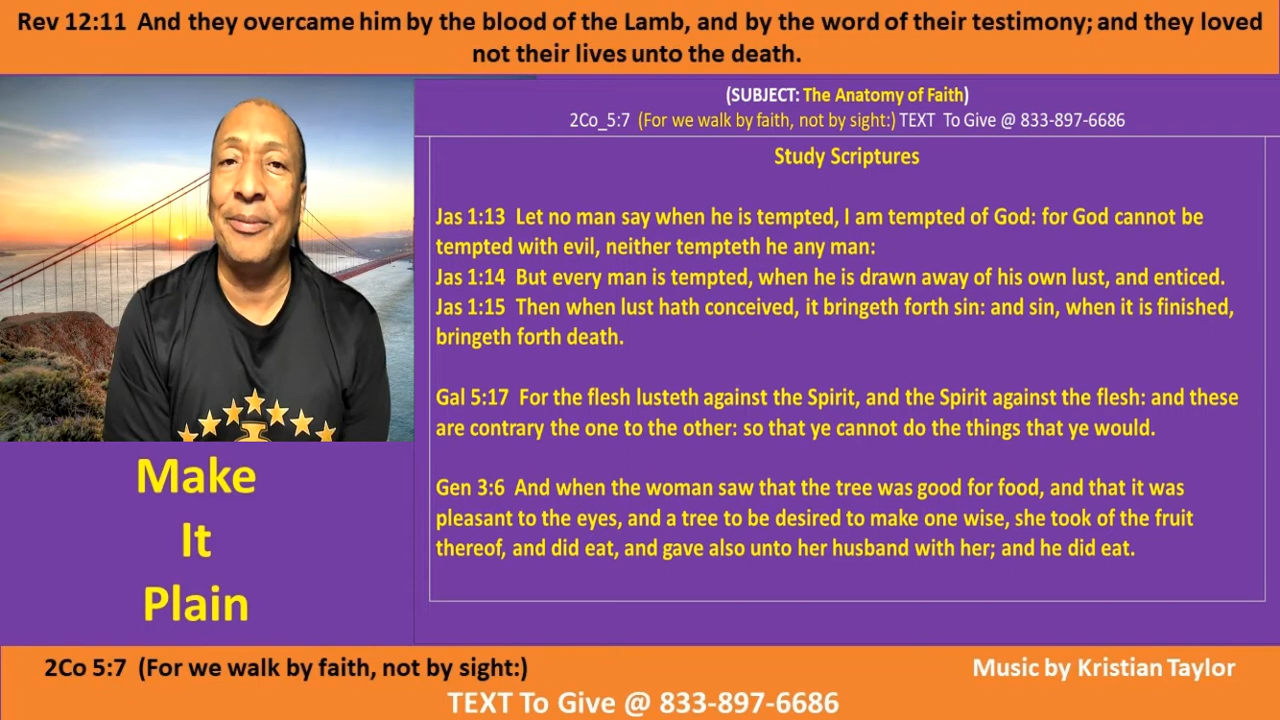 Rev 12:11 And they overcame him by the blood of the Lamb, and by the word of their testimony; and they loved
not their lives unto the death.
(SUBJECT: The Anatomy of Faith)
2Co_5:7 (For we walk by faith, not by sight:) TEXT To Give @ 833-897-6686
Study Scriptures
Jas 1:13 Let no man say when he is tempted, I am tempted of God: for God cannot be
tempted with evil, neither tempteth he any man:
Jas 1:14 But every man is tempted, when he is drawn away of his own lust, and enticed.
Jas 1:15 Then when lust hath conceived, it bringeth forth sin: and sin, when it is finished,
bringeth forth death.
Gal 5:17 For the flesh lusteth against the Spirit, and the Spirit against the flesh: and these
are contrary the one to the other: so that ye cannot do the things that ye would.
Gen 3:6 And when the woman saw that the tree was good for food, and that it was
pleasant to the eyes, and a tree to be desired to make one wise, she took of the fruit
thereof, and did eat, and gave also unto her husband with her; and he did eat.
Make
It
Plain
2Co 5:7 (For we walk by faith, not by sight:)
Music by Kristian Taylor
TEXT To Give @ 833-897-6686